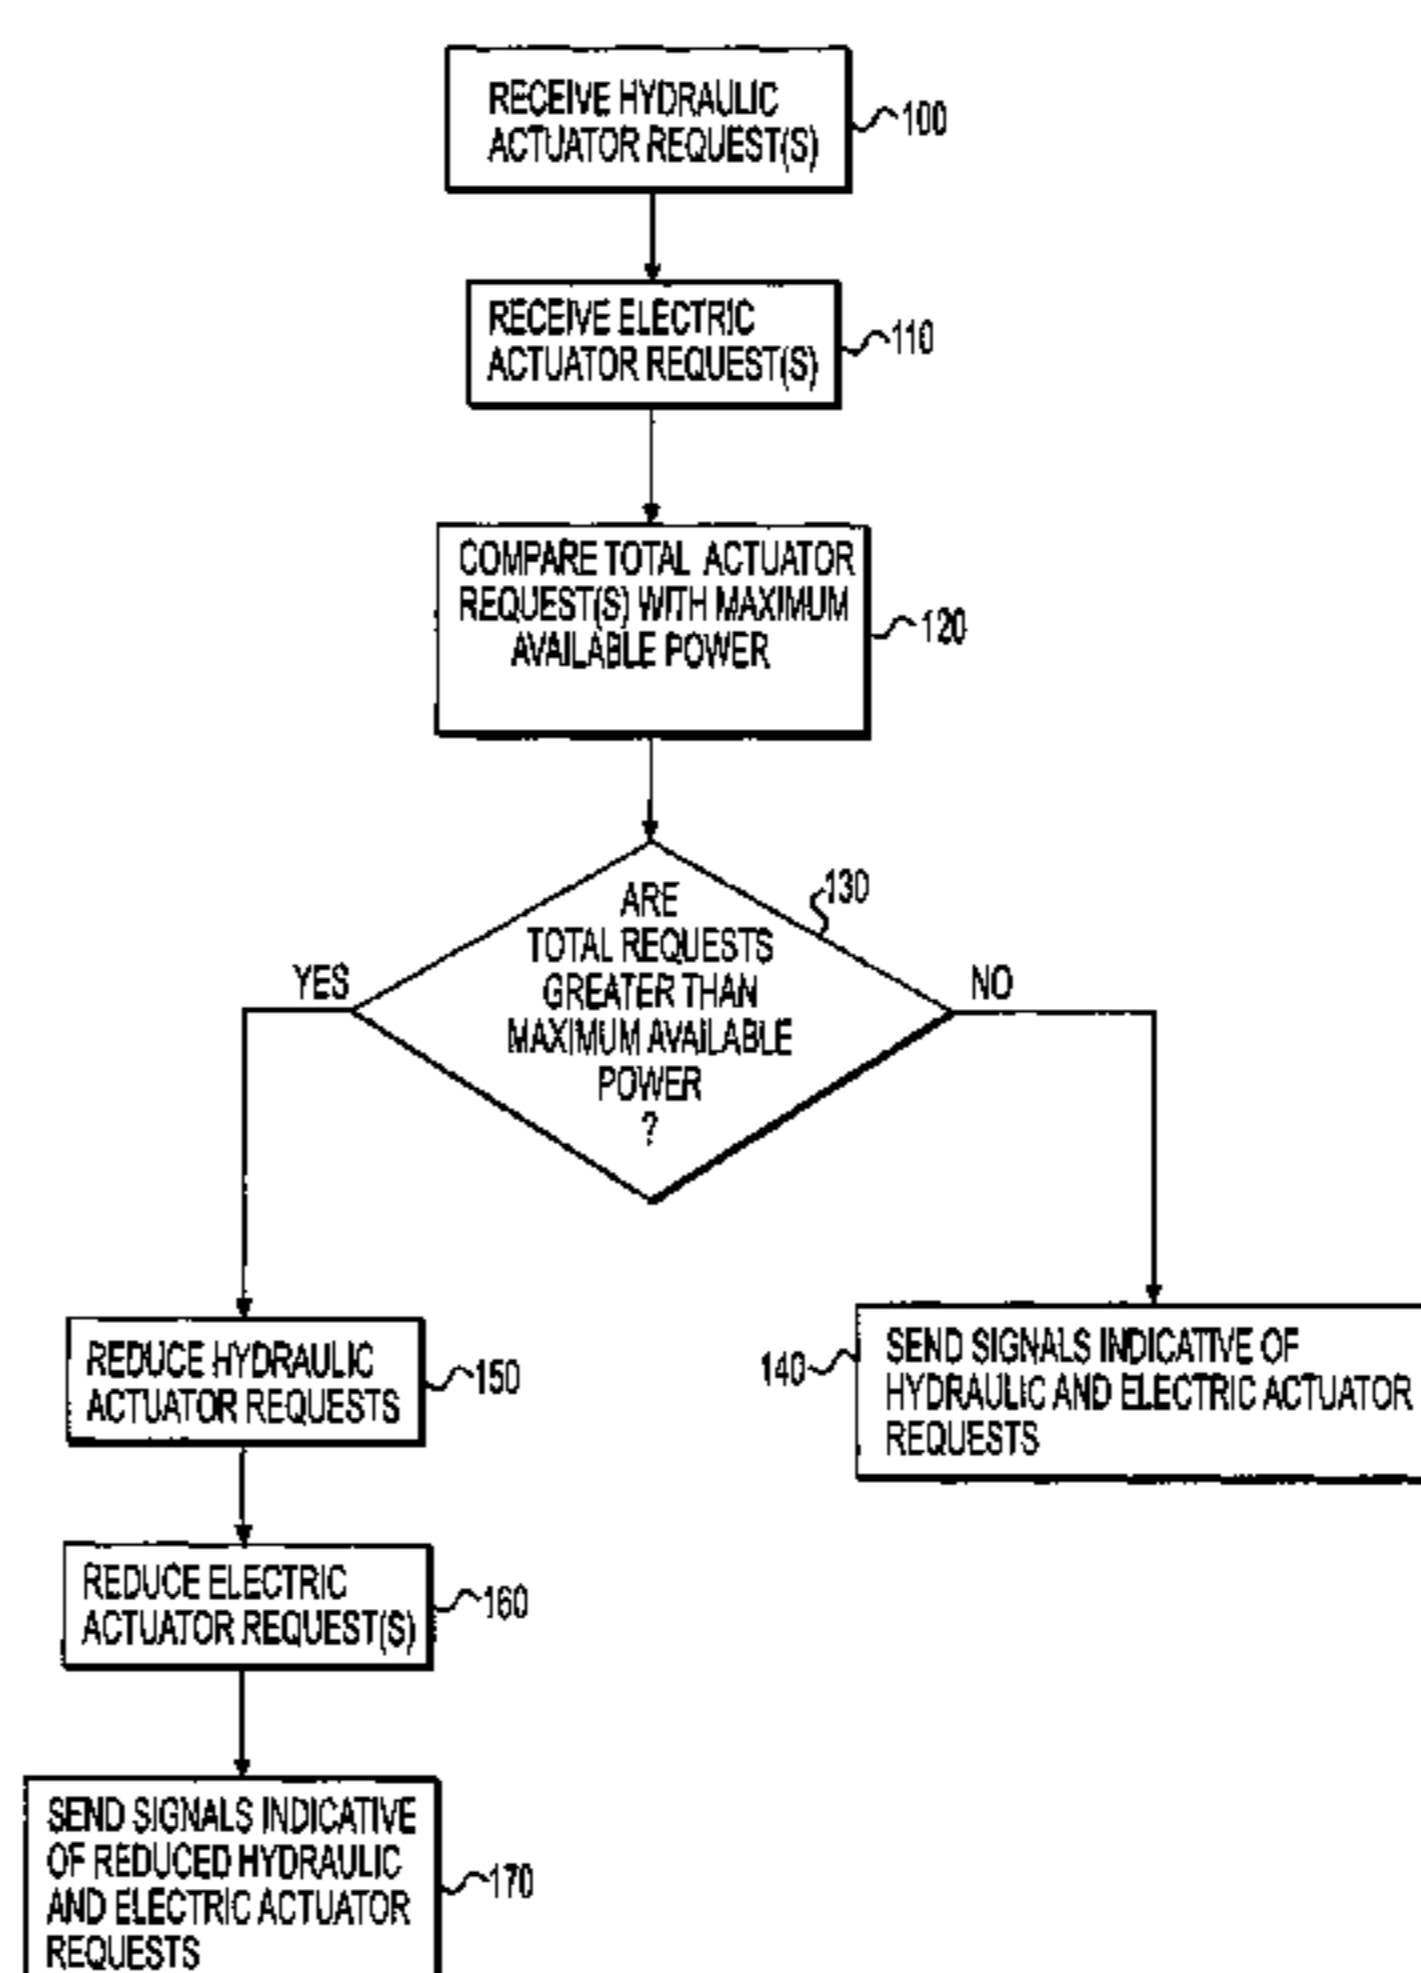 RECEIVE HYDRAULIC
ACTUATOR REQUEST(S)
100
RECEIVE ELECTRIC
ACTUATOR REQUEST(S)
110
COMPARE TOTAL ACTUATOR
REQUEST(S) WITH MAXIMUM
AVAILABLE POWER
120
ARE
TOTAL REQUESTS
GREATER THAN
MAXIMUM AVAILABLE
POWER
?
130
YES
NO
REDUCE HYDRAULIC
ACTUATOR REQUESTS
150
140
SEND SIGNALS INDICATIVE OF
HYDRAULIC AND ELECTRIC ACTUATOR
REQUESTS
REDUCE ELECTRIC
ACTUATOR REQUEST(S)
160
SEND SIGNALS INDICATIVE
OF REDUCED HYDRAULIC
AND ELECTRIC ACTUATOR
REQUESTS
170